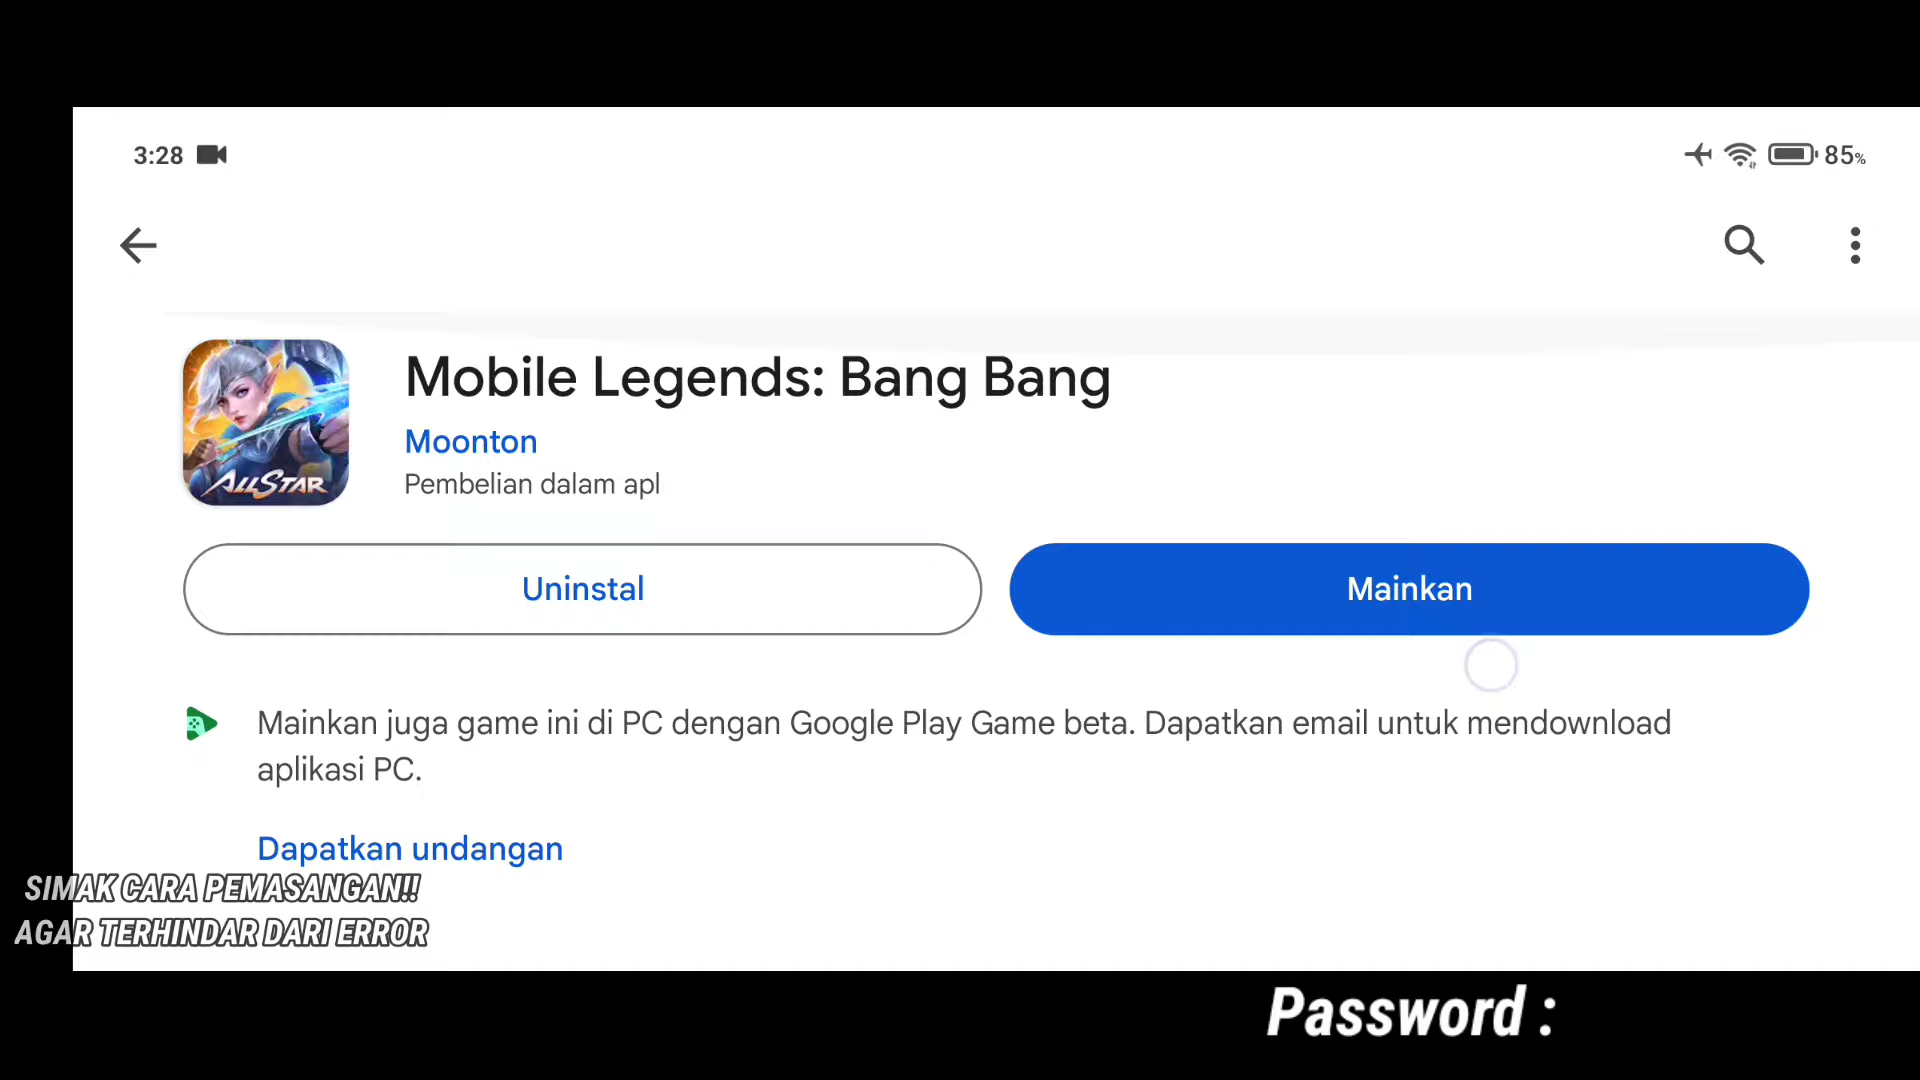 3:28
85%
Mobile Legends: Bang Bang
Moonton
Pembelian dalam apl
ALLSTAR
Uninstal
Mainkan
Mainkan juga game ini di PC dengan Google Play Game beta. Dapatkan email untuk mendownload
aplikasi PC.
Dapatkan undangan
SIMAK CARA PEMASANGAN!!
AGAR TERHINDAR DARI ERROR
Password :